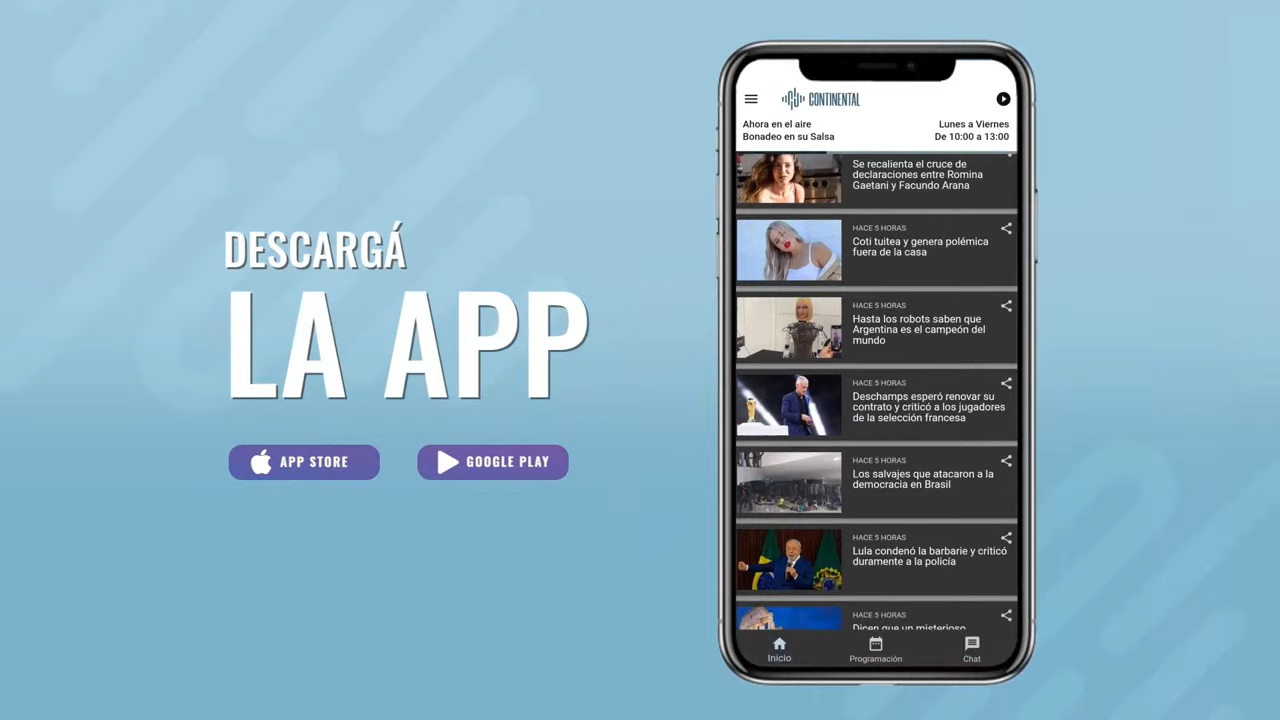 DESCARGÁ
LA APP
APP STORE
GOOGLE PLAY
CONTINENTAL
Ahora en el aire
Bonadeo en su Salsa
Lunes a Viernes
De 10:00 a 13:00
Se recalienta el cruce de
declaraciones entre Romina
Gaetani y Facundo Arana
HACE 5 HORAS
Coti tuitea y genera polémica
fuera de la casa
HACE 5 HORAS
Hasta los robots saben que
Argentina es el campeón del
mundo
HACE 5 HORAS
Deschamps esperó renovar su
contrato y criticó a los jugadores
de la selección francesa
HACE 5 HORAS
Los salvajes que atacaron a la
democracia en Brasil
HACE 5 HORAS
Lula condenó la barbarie y criticó
duramente a la policía
HACE 5 HORAS
Dicen que un misterioso
Inicio
Programación
Chat